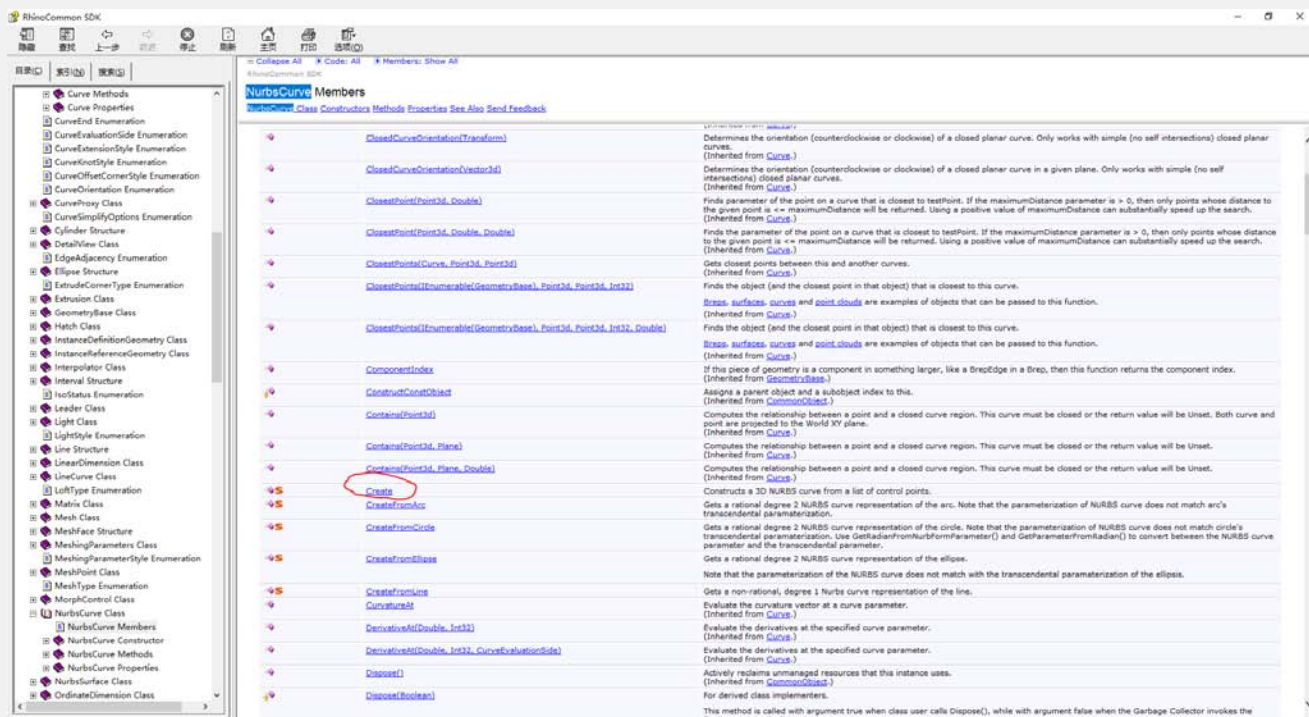 RhinoCommon SDK
隐藏 查找 上一步 前进 停止 刷新 主页 打印 选项(O)
目录(C) 索引(N) 搜索(S)
Curve Methods
Curve Properties
CurveEnd Enumeration
CurveEvaluationSide Enumeration
CurveExtensionStyle Enumeration
CurveKnotStyle Enumeration
CurveOffsetCornerStyle Enumeration
CurveOrientation Enumeration
CurveProxy Class
CurveSimplifyOptions Enumeration
Cylinder Structure
DetailView Class
EdgeAdjacency Enumeration
Ellipse Structure
ExtrudeCornerType Enumeration
Extrusion Class
GeometryBase Class
Hatch Class
InstanceDefinitionGeometry Class
InstanceReferenceGeometry Class
Interpolator Class
Interval Structure
IsoStatus Enumeration
Leader Class
Light Class
LightStyle Enumeration
Line Structure
LinearDimension Class
LineCurve Class
LoftType Enumeration
Matrix Class
Mesh Class
MeshFace Structure
MeshingParameters Class
MeshingParameterStyle Enumeration
MeshPoint Class
MeshType Enumeration
MorphControl Class
NurbsCurve Class
NurbsCurve Members
NurbsCurve Constructor
NurbsCurve Methods
NurbsCurve Properties
NurbsSurface Class
OrdinateDimension Class
Collapse All Code: All Members: Show All
RhinoCommon SDK
NurbsCurve Members
NurbsCurve Class Constructors Methods Properties See Also Send Feedback
(Inherited from Curve.)
ClosedCurveOrientation(Transform) Determines the orientation (counterclockwise or clockwise) of a closed planar curve. Only works with simple (no self intersections) closed planar
curves.
(Inherited from Curve.)
ClosedCurveOrientation(Vector3d) Determines the orientation (counterclockwise or clockwise) of a closed planar curve in a given plane. Only works with simple (no self
intersections) closed planar curves.
(Inherited from Curve.)
ClosestPoint(Point3d, Double) Finds parameter of the point on a curve that is closest to testPoint. If the maximumDistance parameter is > 0, then only points whose distance to
the given point is <= maximumDistance will be returned. Using a positive value of maximumDistance can substantially speed up the search.
(Inherited from Curve.)
ClosestPoint(Point3d, Double, Double) Finds the parameter of the point on a curve that is closest to testPoint. If the maximumDistance parameter is > 0, then only points whose distance
to the given point is <= maximumDistance will be returned. Using a positive value of maximumDistance can substantially speed up the search.
(Inherited from Curve.)
ClosestPoints(Curve, Point3d, Point3d) Gets closest points between this and another curves.
(Inherited from Curve.)
ClosestPoints(IEnumerable(GeometryBase), Point3d, Point3d, Int32) Finds the object (and the closest point in that object) that is closest to this curve.
Breps, surfaces, curves and point clouds are examples of objects that can be passed to this function.
(Inherited from Curve.)
ClosestPoints(IEnumerable(GeometryBase), Point3d, Point3d, Int32, Double) Finds the object (and the closest point in that object) that is closest to this curve.
Breps, surfaces, curves and point clouds are examples of objects that can be passed to this function.
(Inherited from Curve.)
ComponentIndex If this piece of geometry is a component in something larger, like a BrepEdge in a Brep, then this function returns the component index.
(Inherited from GeometryBase.)
ConstructConstObject Assigns a parent object and a subobject index to this.
(Inherited from CommonObject.)
Contains(Point3d) Computes the relationship between a point and a closed curve region. This curve must be closed or the return value will be Unset. Both curve and
point are projected to the World XY plane.
(Inherited from Curve.)
Contains(Point3d, Plane) Computes the relationship between a point and a closed curve region. This curve must be closed or the return value will be Unset.
(Inherited from Curve.)
Contains(Point3d, Plane, Double) Computes the relationship between a point and a closed curve region. This curve must be closed or the return value will be Unset.
(Inherited from Curve.)
Create Constructs a 3D NURBS curve from a list of control points.
CreateFromArc Gets a rational degree 2 NURBS curve representation of the arc. Note that the parameterization of NURBS curve does not match arc's
transcendental paramaterization.
CreateFromCircle Gets a rational degree 2 NURBS curve representation of the circle. Note that the parameterization of NURBS curve does not match circle's
transcendental paramaterization. Use GetRadianFromNurbFormParameter() and GetParameterFromRadian() to convert between the NURBS curve
parameter and the transcendental parameter.
CreateFromEllipse Gets a rational degree 2 NURBS curve representation of the ellipse.
Note that the parameterization of the NURBS curve does not match with the transcendental paramaterization of the ellipsis.
CreateFromLine Gets a non-rational, degree 1 Nurbs curve representation of the line.
CurvatureAt Evaluate the curvature vector at a curve parameter.
(Inherited from Curve.)
DerivativeAt(Double, Int32) Evaluate the derivatives at the specified curve parameter.
(Inherited from Curve.)
DerivativeAt(Double, Int32, CurveEvaluationSide) Evaluate the derivatives at the specified curve parameter.
(Inherited from Curve.)
Dispose() Actively reclaims unmanaged resources that this instance uses.
(Inherited from CommonObject.)
Dispose(Boolean) For derived class implementers.
This method is called with argument true when class user calls Dispose(), while with argument false when the Garbage Collector invokes the